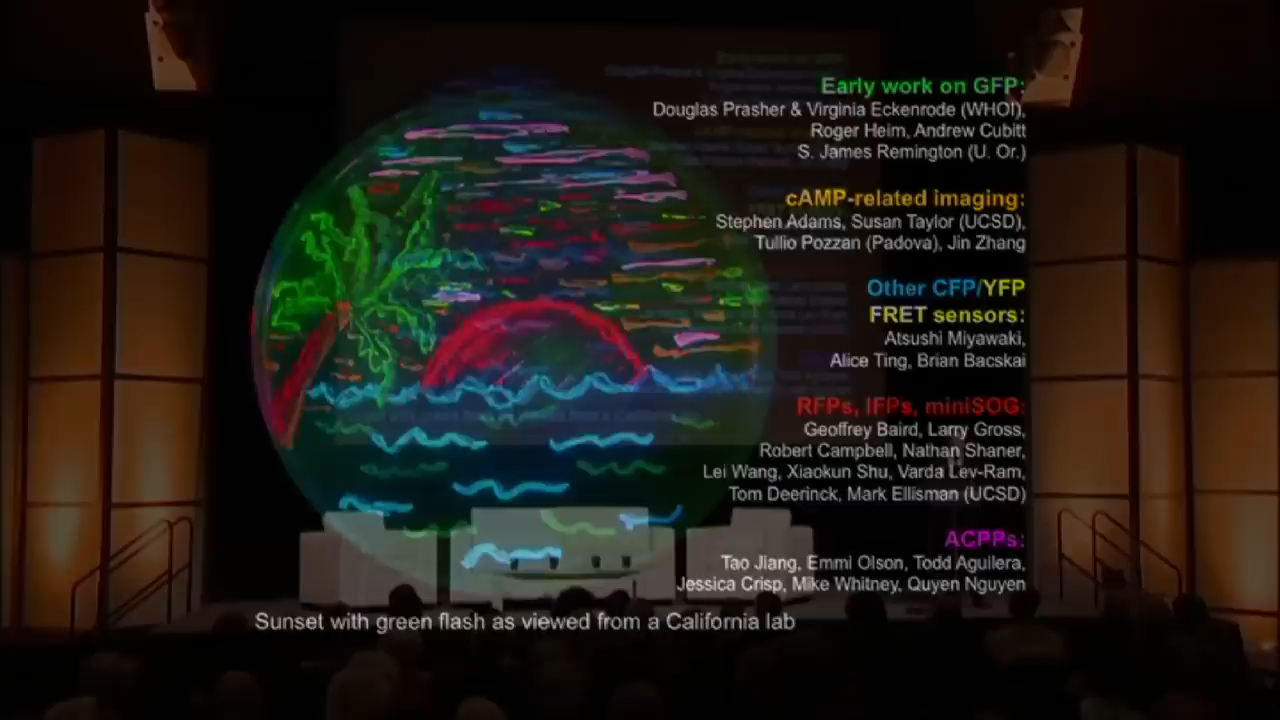 Early work on GFP:
Douglas Prasher & Virginia Eckenrode (WHOI),
Roger Heim, Andrew Cubitt
S. James Remington (U. Or.)
cAMP-related imaging:
Stephen Adams, Susan Taylor (UCSD),
Tullio Pozzan (Padova), Jin Zhang
Other CFP/YFP
FRET sensors:
Atsushi Miyawaki,
Alice Ting, Brian Bacskai
RFPs, IFPs, miniSOG:
Geoffrey Baird, Larry Gross,
Robert Campbell, Nathan Shaner,
Lei Wang, Xiaokun Shu, Varda Lev-Ram,
Tom Deerinck, Mark Ellisman (UCSD)
ACPPs:
Tao Jiang, Emmi Olson, Todd Aguilera,
Jessica Crisp, Mike Whitney, Quyen Nguyen
Sunset with green flash as viewed from a California lab